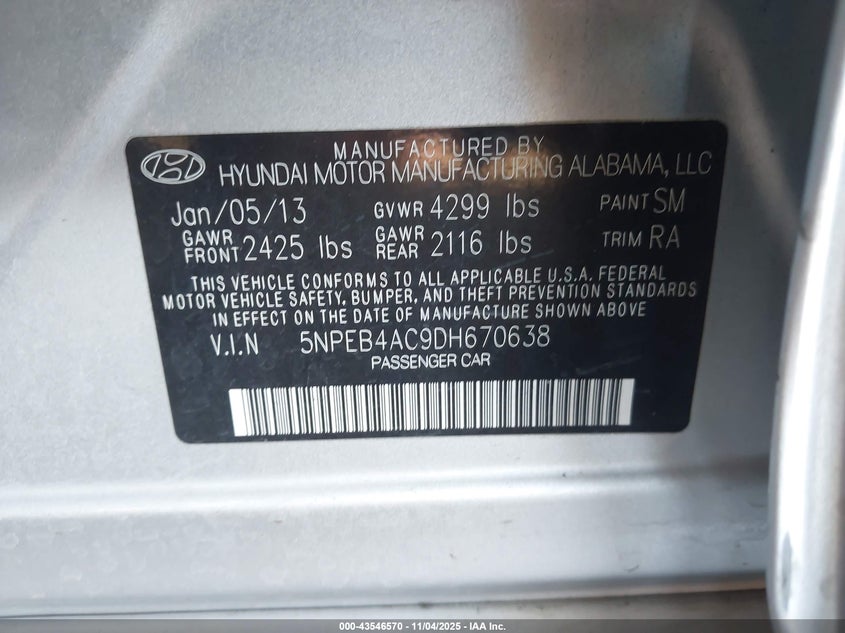 MANUFACTURED BY
HYUNDAI MOTOR MANUFACTURING ALABAMA, LLC
Jan/05/13 GVWR 4299 lbs PAINT SM
GAWR FRONT 2425 lbs GAWR REAR 2116 lbs TRIM RA
THIS VEHICLE CONFORMS TO ALL APPLICABLE U.S.A. FEDERAL
MOTOR VEHICLE SAFETY, BUMPER, AND THEFT PREVENTION STANDARDS
IN EFFECT ON THE DATE OF MANUFACTURE SHOWN ABOVE
V.I.N 5NPEB4AC9DH670638
PASSENGER CAR
000-43546570 - 11/04/2025 - IAA Inc.